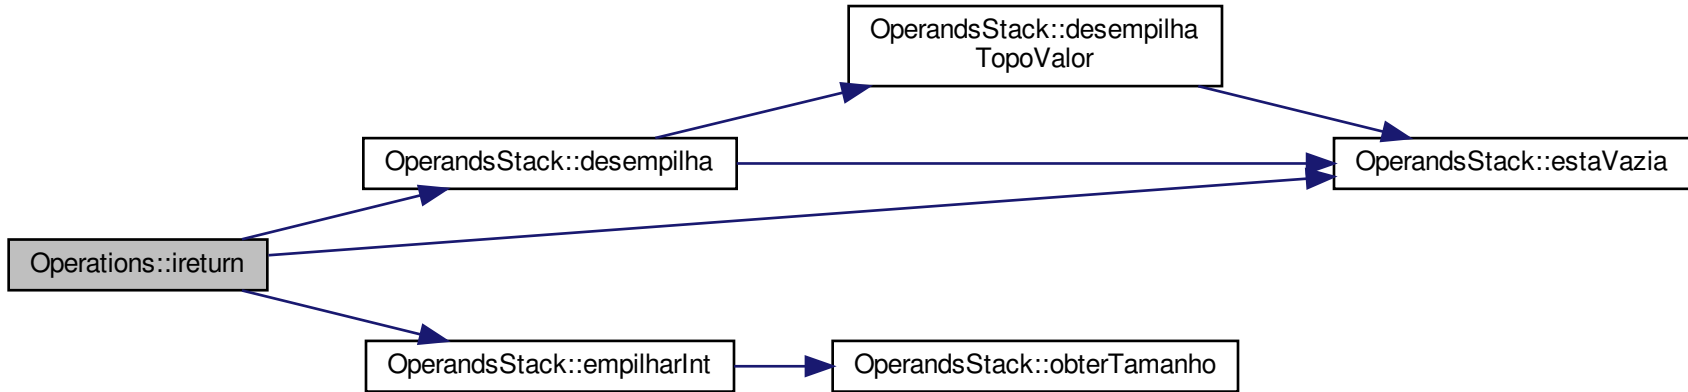 OperandsStack::desempilha
TopoValor
OperandsStack::desempilha
OperandsStack::estaVazia
Operations::ireturn
OperandsStack::empilharInt
OperandsStack::obterTamanho